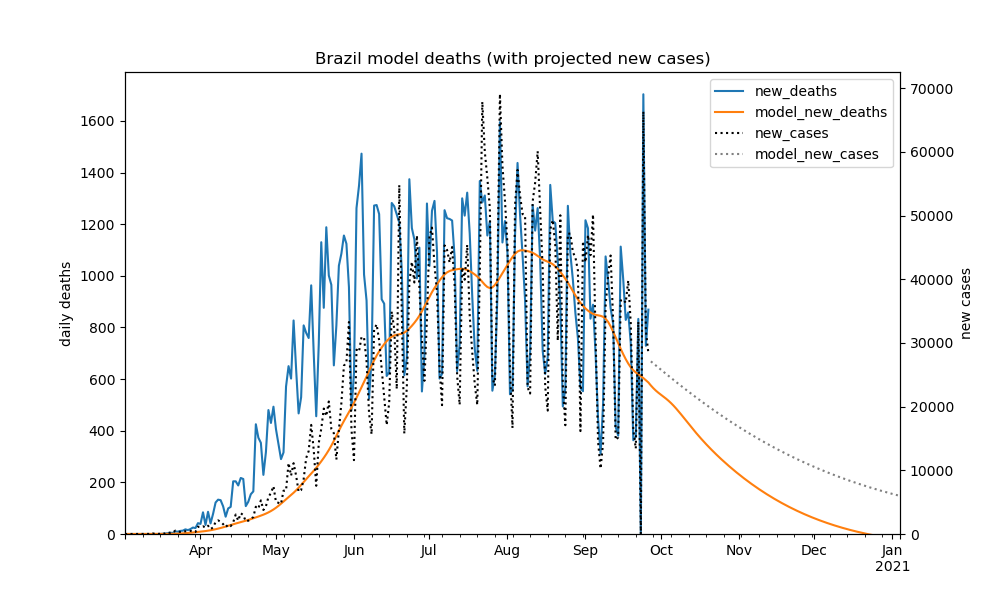 Brazil model deaths (with projected new cases)
new_deaths
model_new_deaths
new_cases
model_new_cases
daily deaths
0
200
400
600
800
1000
1200
1400
1600
new cases
0
10000
20000
30000
40000
50000
60000
70000
Apr May Jun Jul Aug Sep Oct Nov Dec Jan
2021